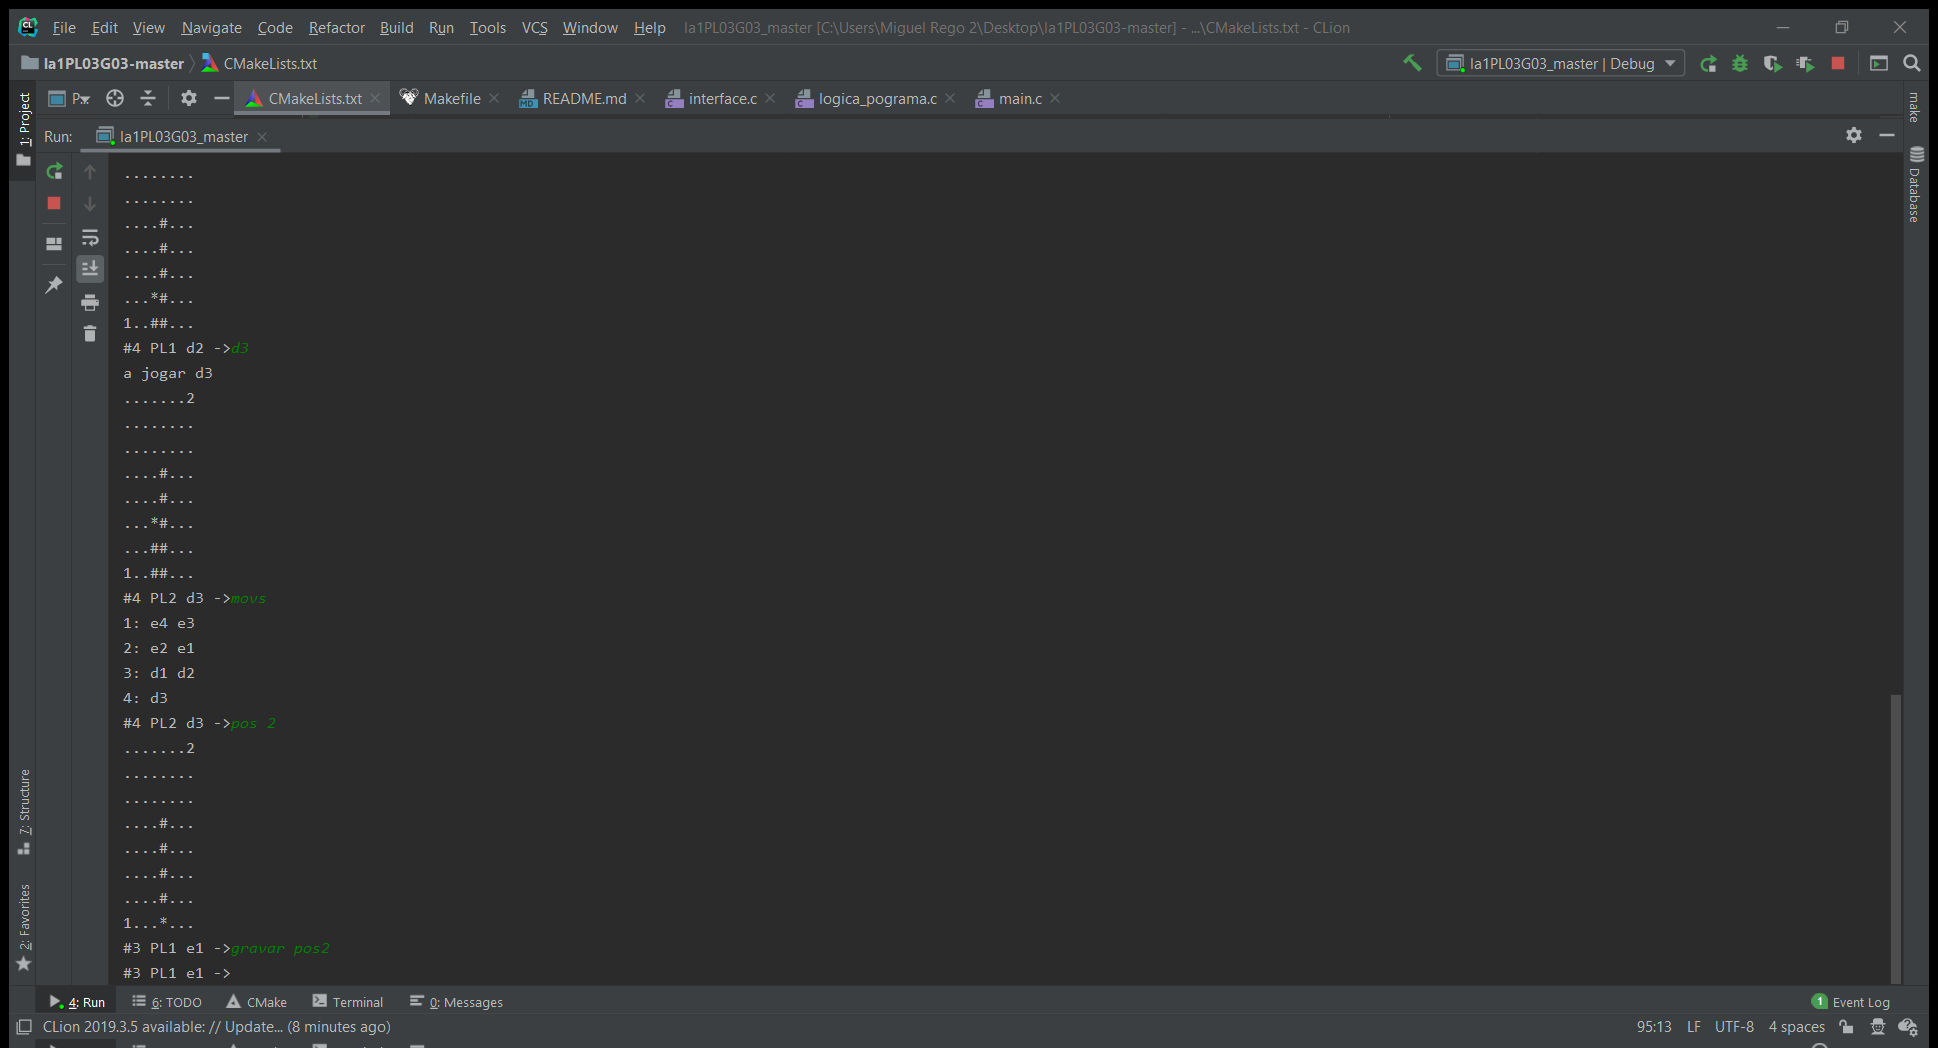 File Edit View Navigate Code Refactor Build Run Tools VCS Window Help la1PL03G03_master [C:\Users\Miguel Rego 2\Desktop\la1PL03G03-master] - ...\CMakeLists.txt - CLion
la1PL03G03-master CMakeLists.txt la1PL03G03_master | Debug
1: Project
P... CMakeLists.txt Makefile README.md interface.c logica_pograma.c main.c
make
Database
Run: la1PL03G03_master
........
........
....#...
....#...
....#...
...*#...
1..##...
#4 PL1 d2 ->d3
a jogar d3
.......2
........
........
....#...
....#...
...*#...
...##...
1..##...
#4 PL2 d3 ->movs
1: e4 e3
2: e2 e1
3: d1 d2
4: d3
#4 PL2 d3 ->pos 2
.......2
........
........
....#...
....#...
....#...
....#...
1...*...
#3 PL1 e1 ->gravar pos2
#3 PL1 e1 ->
7: Structure
2: Favorites
4: Run 6: TODO CMake Terminal 0: Messages 1 Event Log
CLion 2019.3.5 available: // Update... (8 minutes ago) 95:13 LF UTF-8 4 spaces